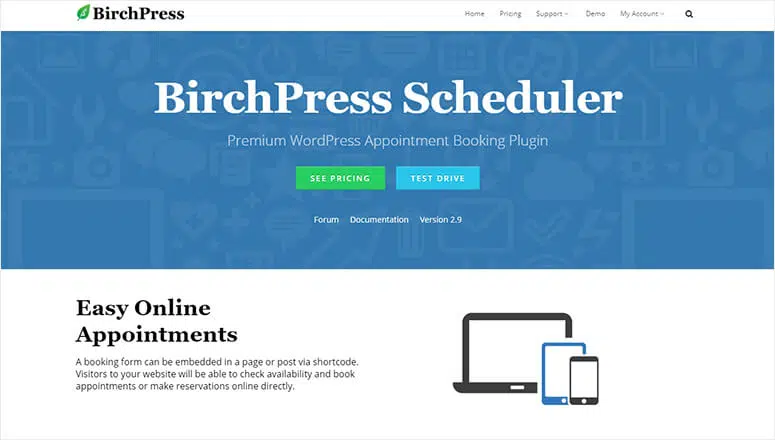 BirchPress
Home Pricing Support Demo My Account
BirchPress Scheduler
Premium WordPress Appointment Booking Plugin
SEE PRICING TEST DRIVE
Forum Documentation Version 2.9
Easy Online
Appointments
A booking form can be embedded in a page or post via shortcode.
Visitors to your website will be able to check availability and book
appointments or make reservations online directly.